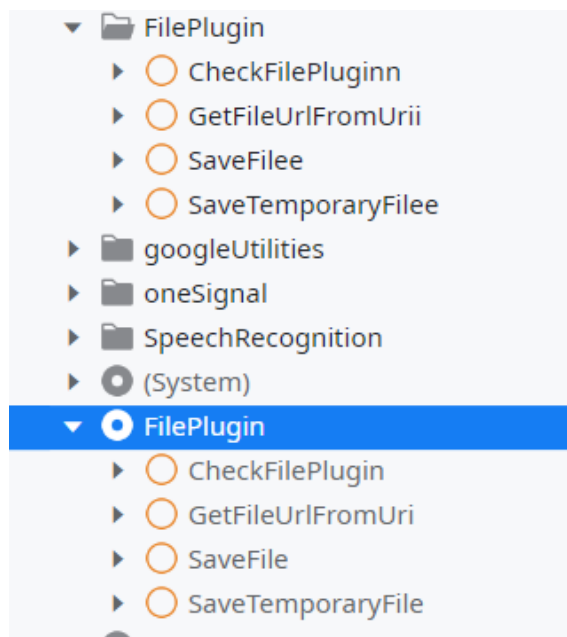 FilePlugin
CheckFilePluginn
GetFileUrlFromUrii
SaveFilee
SaveTemporaryFilee
googleUtilities
oneSignal
SpeechRecognition
(System)
FilePlugin
CheckFilePlugin
GetFileUrlFromUri
SaveFile
SaveTemporaryFile